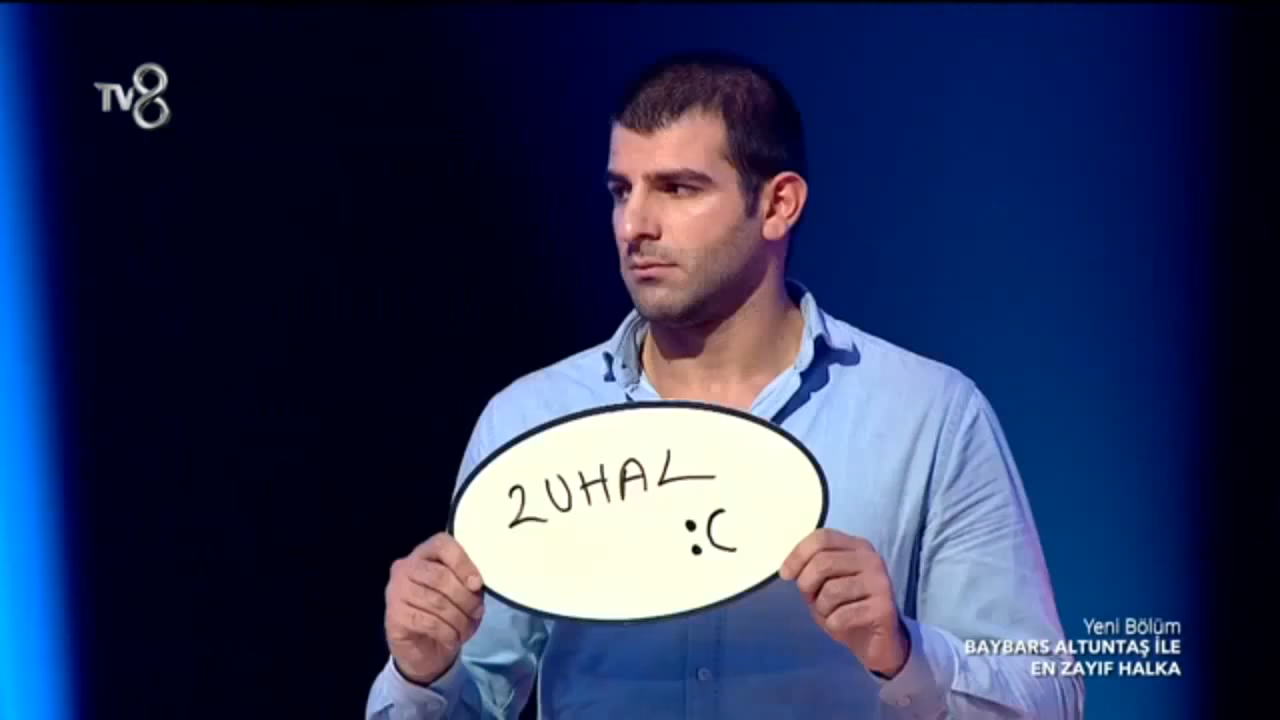 TV8
ZUHAL
:(
Yeni Bölüm
BAYBARS ALTUNTAŞ İLE
EN ZAYIF HALKA